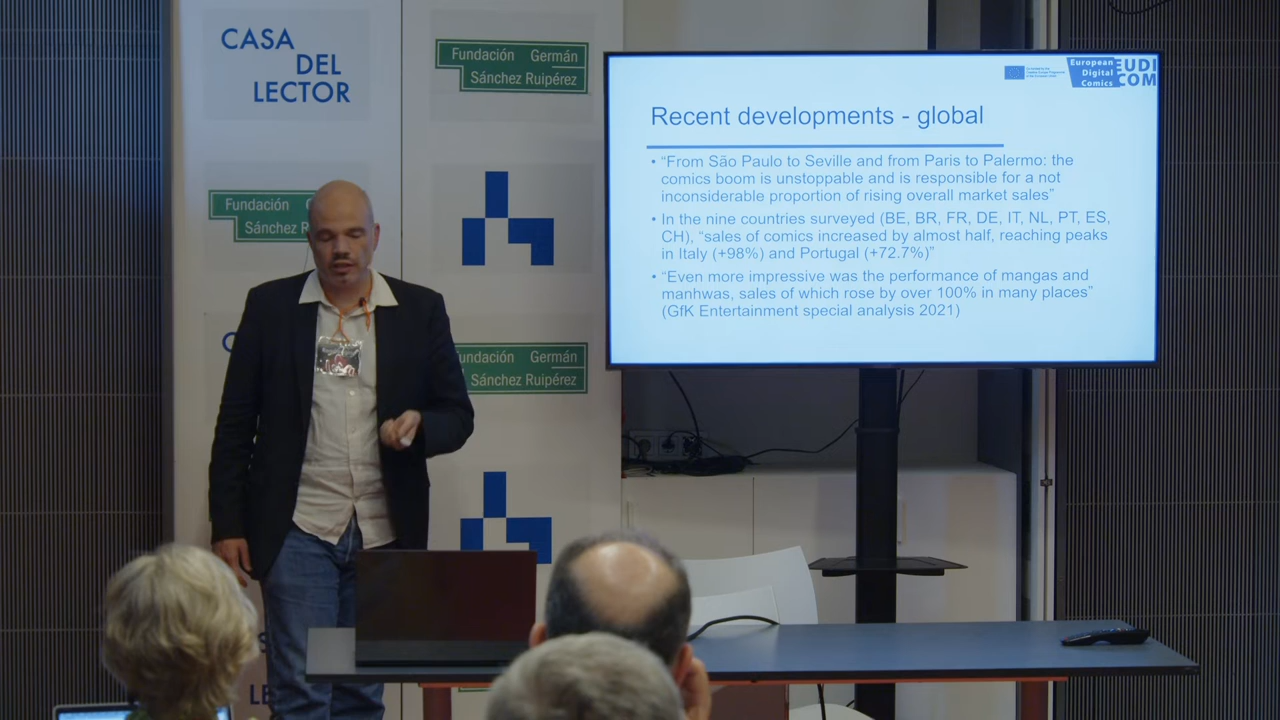 CASA
DEL
LECTOR
Fundación Germán
Sánchez Ruipérez
Fundación
Sánchez R
Fundación Germán
Sánchez Ruipérez
LE
European
Digital
Comics
EUDI
COM
Recent developments - global
• “From São Paulo to Seville and from Paris to Palermo: the
comics boom is unstoppable and is responsible for a not
inconsiderable proportion of rising overall market sales”
• In the nine countries surveyed (BE, BR, FR, DE, IT, NL, PT, ES,
CH), “sales of comics increased by almost half, reaching peaks
in Italy (+98%) and Portugal (+72.7%)”
• “Even more impressive was the performance of mangas and
manhwas, sales of which rose by over 100% in many places”
(GfK Entertainment special analysis 2021)